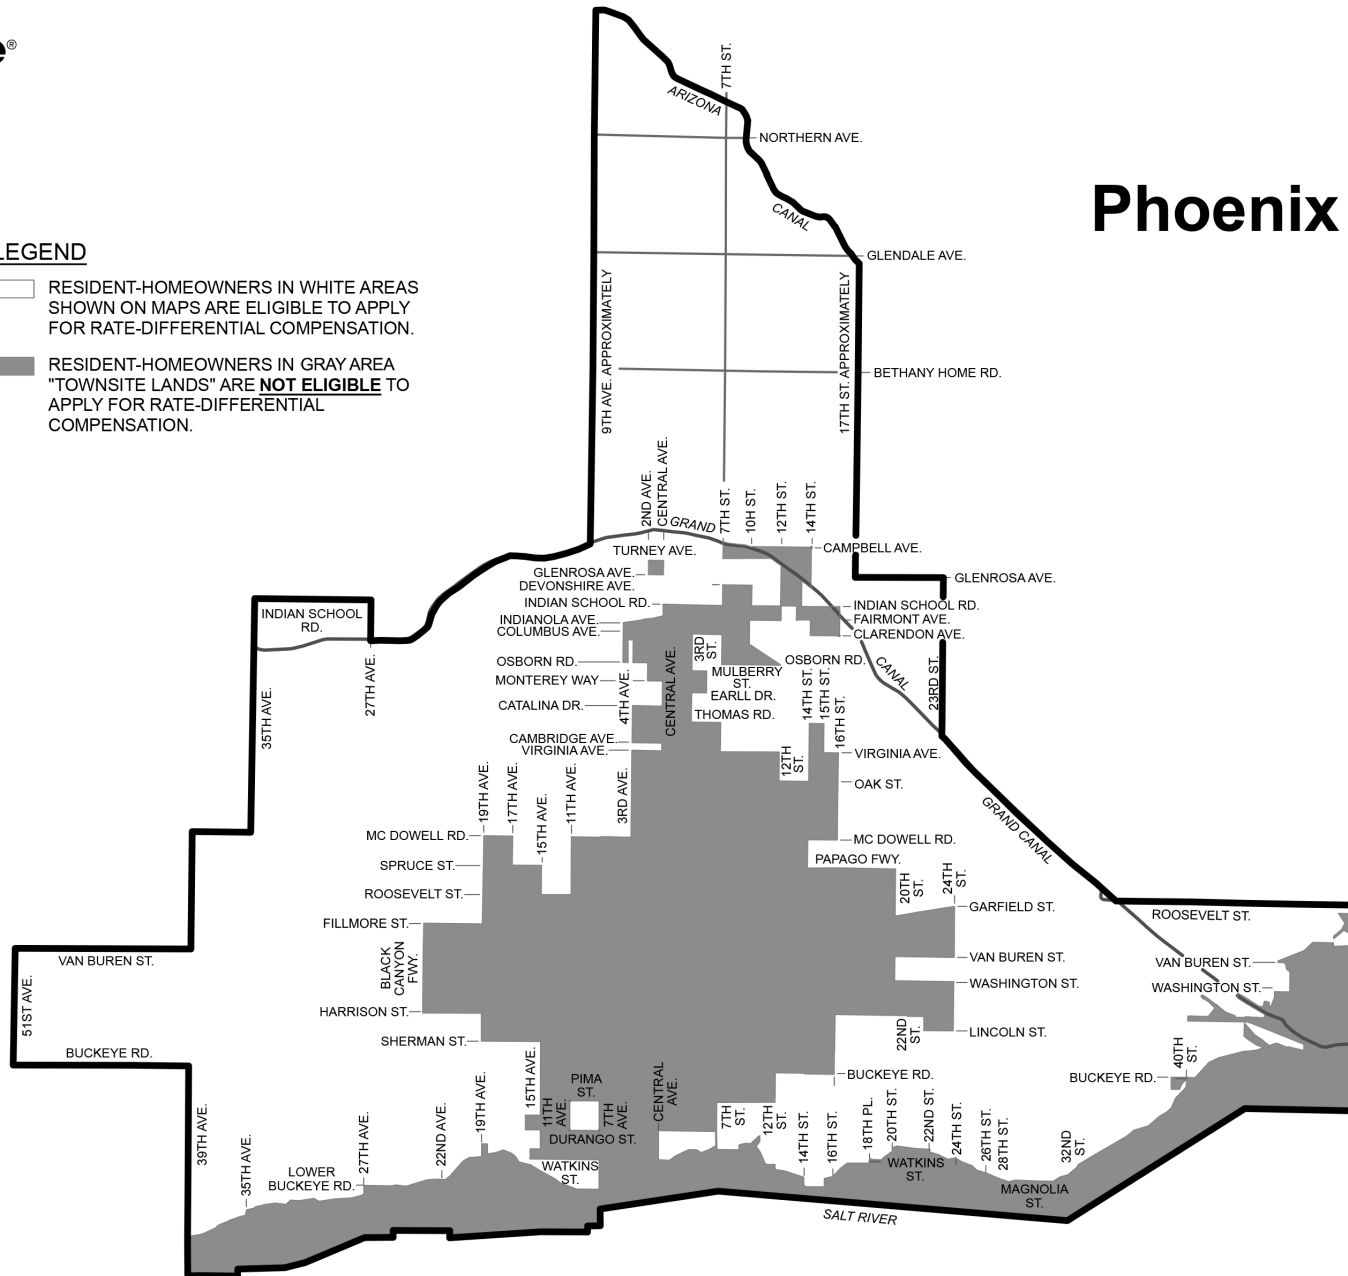 e®
Phoenix
LEGEND
RESIDENT-HOMEOWNERS IN WHITE AREAS
SHOWN ON MAPS ARE ELIGIBLE TO APPLY
FOR RATE-DIFFERENTIAL COMPENSATION.
RESIDENT-HOMEOWNERS IN GRAY AREA
"TOWNSITE LANDS" ARE NOT ELIGIBLE TO
APPLY FOR RATE-DIFFERENTIAL
COMPENSATION.
7TH ST.
ARIZONA
NORTHERN AVE.
CANAL
GLENDALE AVE.
9TH AVE. APPROXIMATELY
17TH ST. APPROXIMATELY
BETHANY HOME RD.
2ND AVE.
CENTRAL AVE.
GRAND
7TH ST.
10H ST.
12TH ST.
14TH ST.
TURNEY AVE.
CAMPBELL AVE.
GLENROSA AVE.
GLENROSA AVE.
DEVONSHIRE AVE.
INDIAN SCHOOL RD.
INDIAN SCHOOL RD.
INDIAN SCHOOL
RD.
INDIANOLA AVE.
FAIRMONT AVE.
COLUMBUS AVE.
CLARENDON AVE.
3RD
ST.
OSBORN RD.
OSBORN RD.
CANAL
MONTEREY WAY
MULBERRY
ST.
EARLL DR.
CATALINA DR.
THOMAS RD.
4TH AVE.
CENTRAL AVE.
14TH ST.
15TH ST.
16TH ST.
23RD ST.
35TH AVE.
27TH AVE.
CAMBRIDGE AVE.
VIRGINIA AVE.
VIRGINIA AVE.
12TH
ST.
OAK ST.
19TH AVE.
17TH AVE.
15TH AVE.
11TH AVE.
3RD AVE.
GRAND CANAL
MC DOWELL RD.
MC DOWELL RD.
SPRUCE ST.
PAPAGO FWY.
ROOSEVELT ST.
20TH
ST.
24TH
ST.
GARFIELD ST.
ROOSEVELT ST.
FILLMORE ST.
BLACK
CANYON
FWY.
VAN BUREN ST.
VAN BUREN ST.
VAN BUREN ST.
WASHINGTON ST.
WASHINGTON ST.
51ST AVE.
HARRISON ST.
22ND
ST.
LINCOLN ST.
SHERMAN ST.
BUCKEYE RD.
BUCKEYE RD.
BUCKEYE RD.
40TH
ST.
15TH AVE.
PIMA
ST.
11TH
AVE.
7TH
AVE.
CENTRAL
AVE.
DURANGO ST.
7TH
ST.
12TH
ST.
14TH ST.
16TH ST.
18TH PL.
20TH ST.
22ND ST.
24TH ST.
26TH ST.
28TH ST.
32ND
ST.
39TH AVE.
35TH AVE.
27TH AVE.
22ND AVE.
19TH AVE.
LOWER
BUCKEYE RD.
WATKINS
ST.
WATKINS
ST.
MAGNOLIA
ST.
SALT RIVER